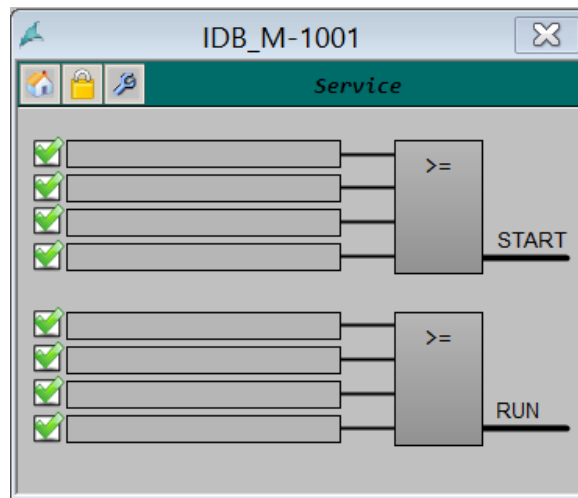 IDB_M-1001
Service
>=
START
>=
RUN